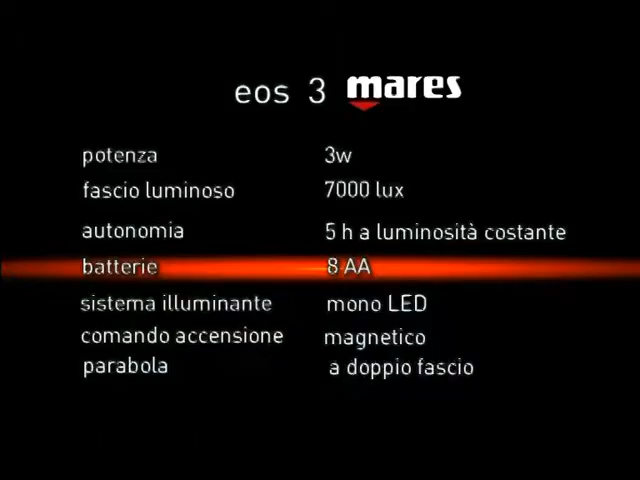 eos 3 mares
potenza 3w
fascio luminoso 7000 lux
autonomia 5 h a luminosità costante
batterie 8 AA
sistema illuminante mono LED
comando accensione magnetico
parabola a doppio fascio